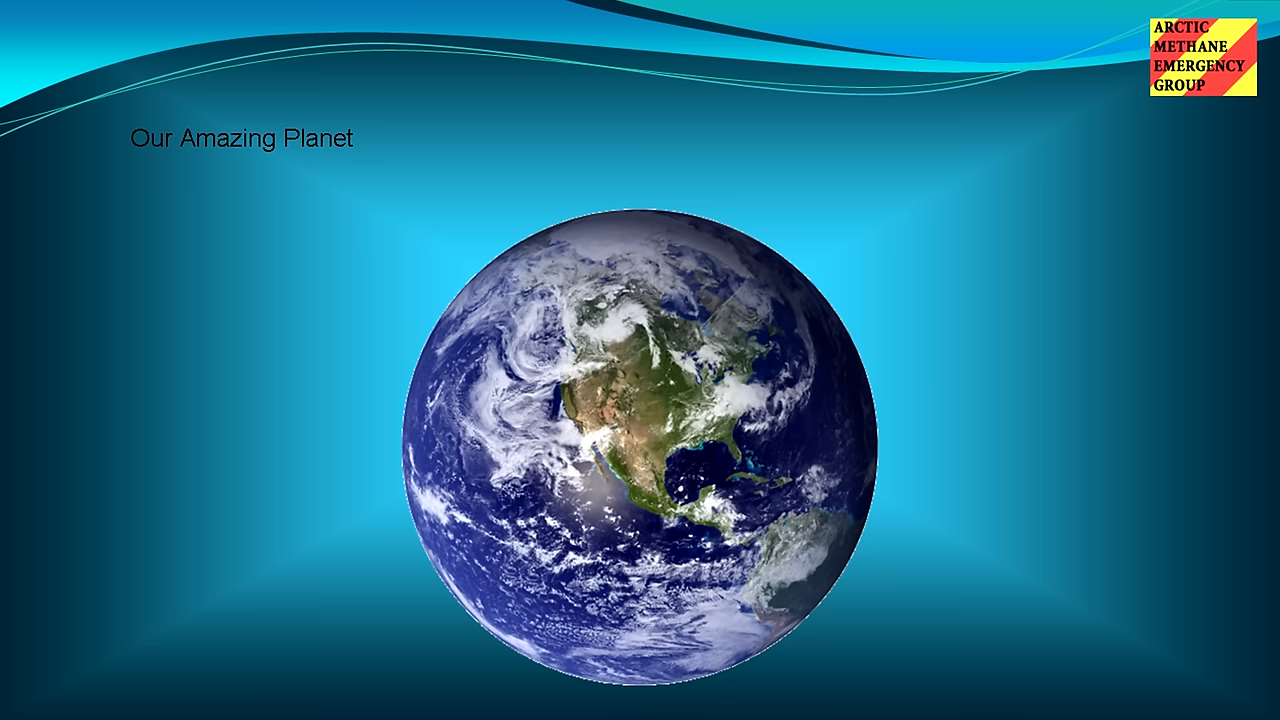 ARCTIC
METHANE
EMERGENCY
GROUP
Our Amazing Planet